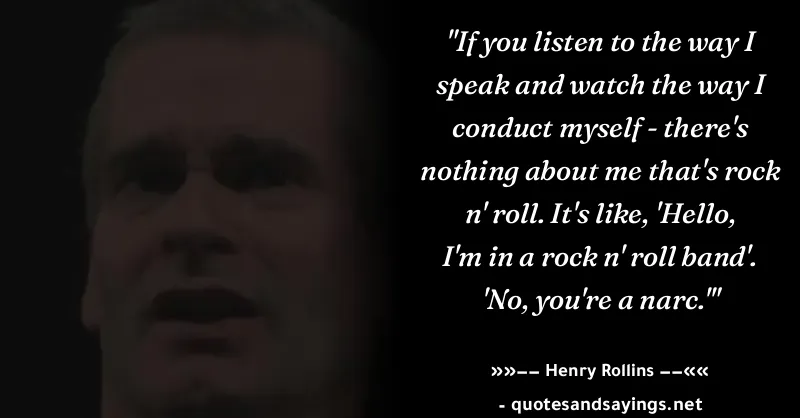 "If you listen to the way I
speak and watch the way I
conduct myself - there's
nothing about me that's rock
n' roll. It's like, 'Hello,
I'm in a rock n' roll band'.
'No, you're a narc.'"
»»−− Henry Rollins −−««
- quotesandsayings.net